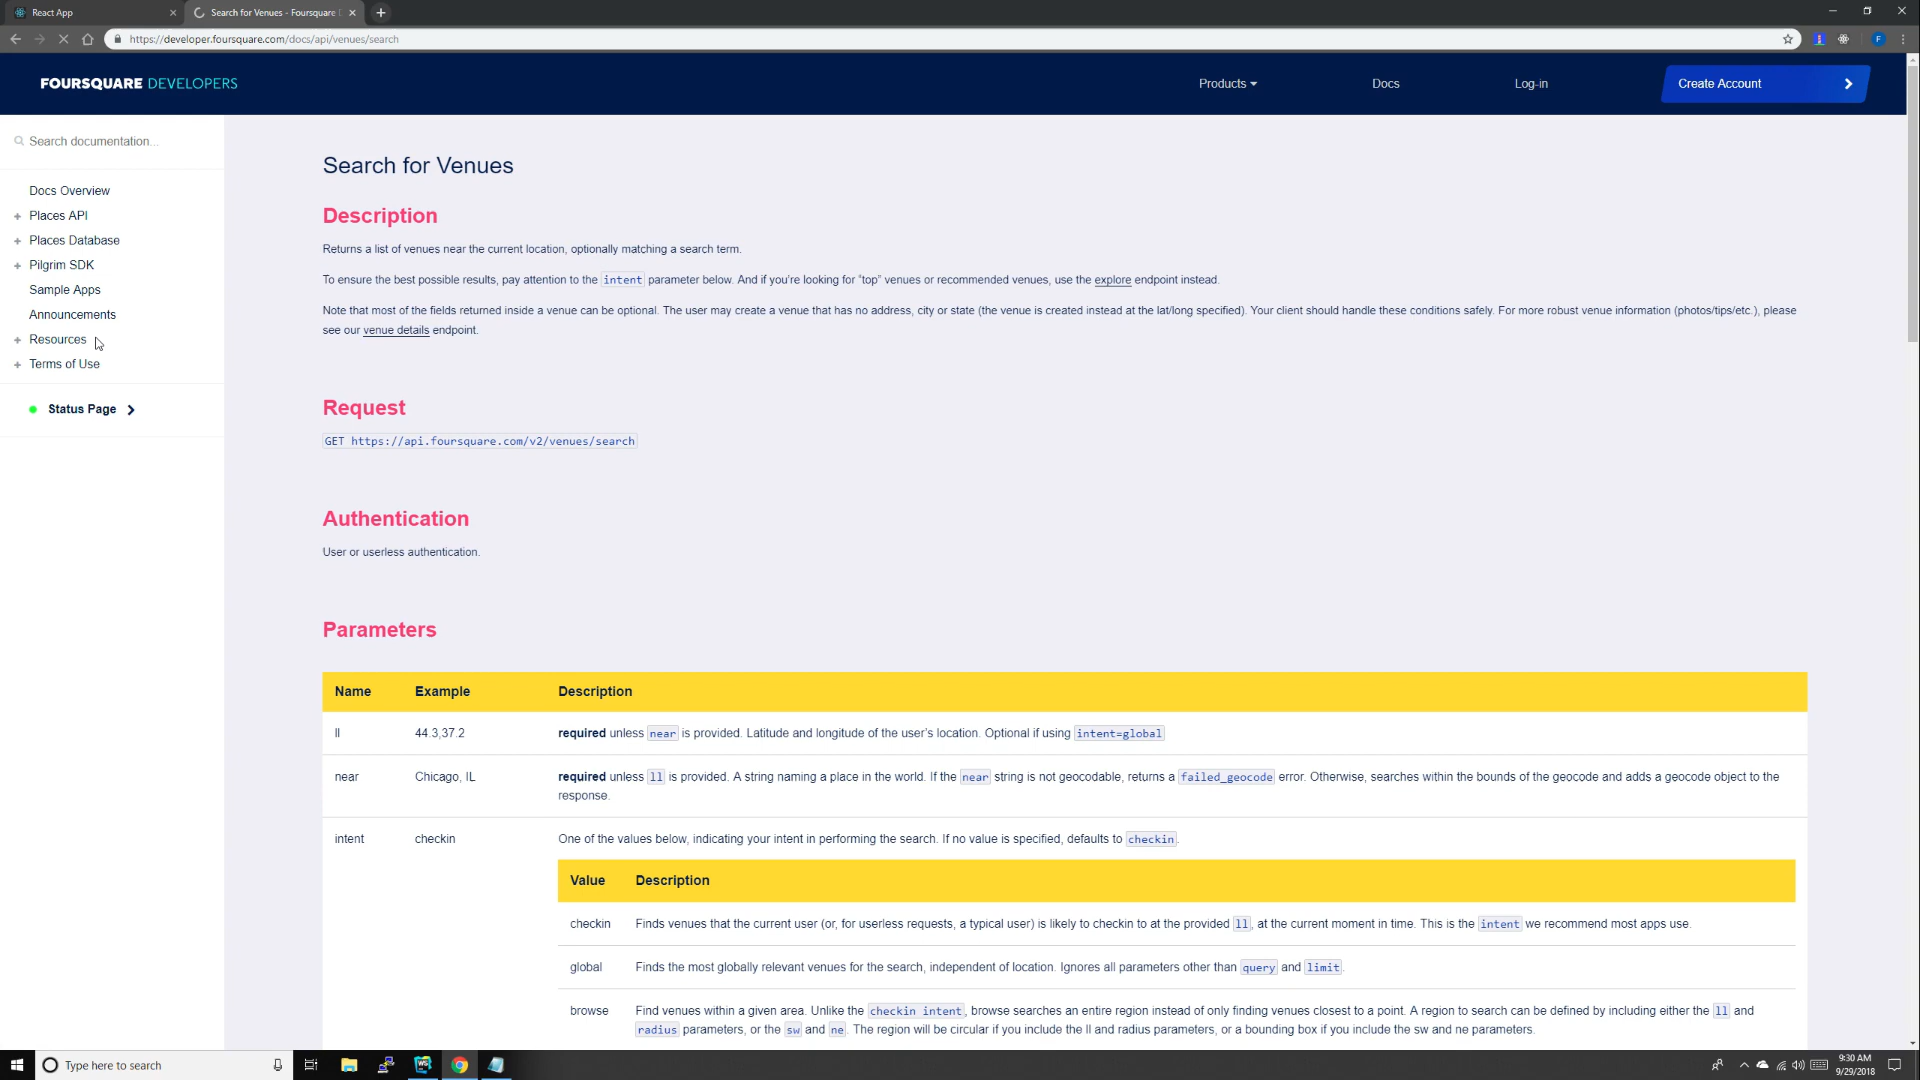 React App
Search for Venues - Foursquare
https://developer.foursquare.com/docs/api/venues/search
F
FOURSQUARE DEVELOPERS
Products
Docs
Log-in
Create Account
Search documentation...
Docs Overview
Places API
Places Database
Pilgrim SDK
Sample Apps
Announcements
Resources
Terms of Use
Status Page
Search for Venues
Description
Returns a list of venues near the current location, optionally matching a search term.
To ensure the best possible results, pay attention to the intent parameter below. And if you're looking for “top” venues or recommended venues, use the explore endpoint instead.
Note that most of the fields returned inside a venue can be optional. The user may create a venue that has no address, city or state (the venue is created instead at the lat/long specified). Your client should handle these conditions safely. For more robust venue information (photos/tips/etc.), please
see our venue details endpoint.
Request
GET https://api.foursquare.com/v2/venues/search
Authentication
User or userless authentication.
Parameters
Name Example Description
ll 44.3,37.2 required unless near is provided. Latitude and longitude of the user's location. Optional if using intent=global
near Chicago, IL required unless ll is provided. A string naming a place in the world. If the near string is not geocodable, returns a failed_geocode error. Otherwise, searches within the bounds of the geocode and adds a geocode object to the
response.
intent checkin One of the values below, indicating your intent in performing the search. If no value is specified, defaults to checkin.
Value Description
checkin Finds venues that the current user (or, for userless requests, a typical user) is likely to checkin to at the provided ll, at the current moment in time. This is the intent we recommend most apps use.
global Finds the most globally relevant venues for the search, independent of location. Ignores all parameters other than query and limit.
browse Find venues within a given area. Unlike the checkin intent, browse searches an entire region instead of only finding venues closest to a point. A region to search can be defined by including either the ll and
radius parameters, or the sw and ne. The region will be circular if you include the ll and radius parameters, or a bounding box if you include the sw and ne parameters.
Type here to search
9:30 AM
9/29/2018